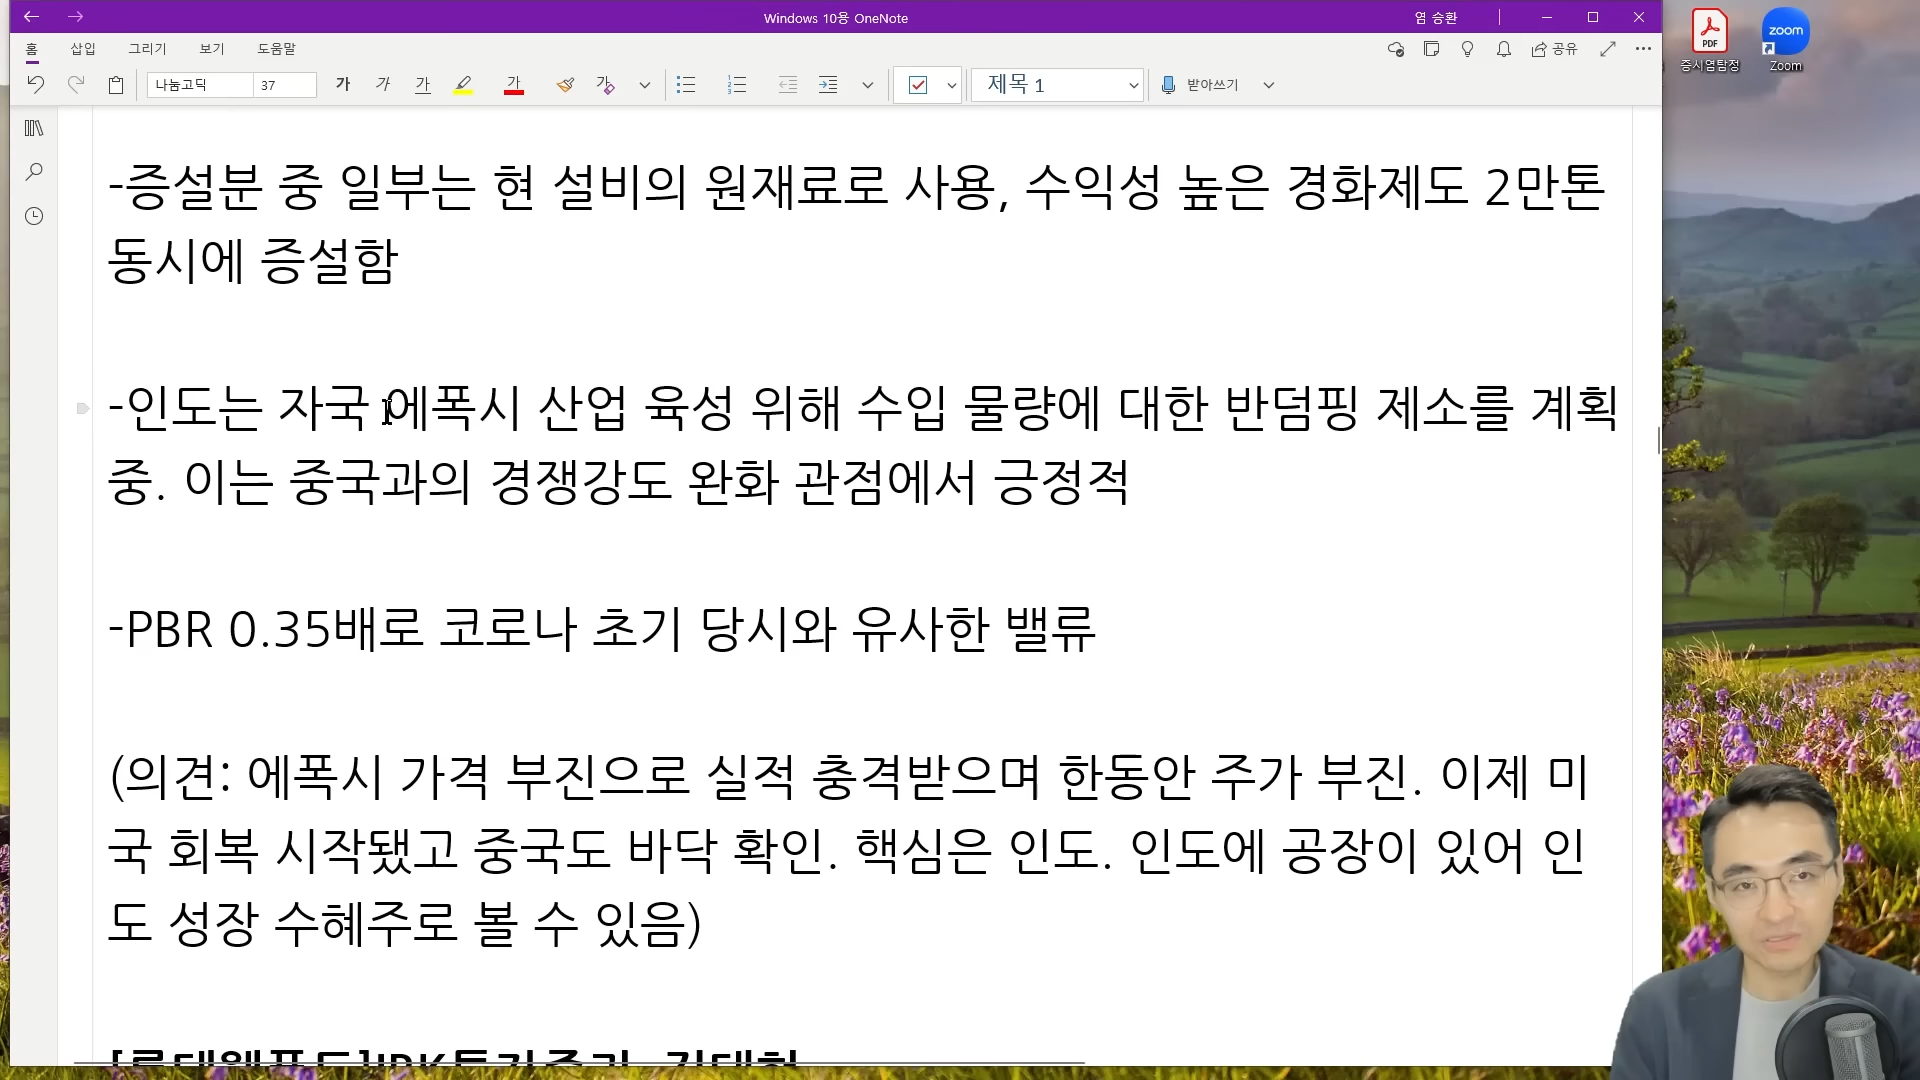 Windows 10용 OneNote
염 승환
홈 삽입 그리기 보기 도움말
공유
나눔고딕 37 가 가 가 가 가 제목 1 받아쓰기
-증설분 중 일부는 현 설비의 원재료로 사용, 수익성 높은 경화제도 2만톤
동시에 증설함
-인도는 자국 에폭시 산업 육성 위해 수입 물량에 대한 반덤핑 제소를 계획
중. 이는 중국과의 경쟁강도 완화 관점에서 긍정적
-PBR 0.35배로 코로나 초기 당시와 유사한 밸류
(의견: 에폭시 가격 부진으로 실적 충격받으며 한동안 주가 부진. 이제 미
국 회복 시작됐고 중국도 바닥 확인. 핵심은 인도. 인도에 공장이 있어 인
도 성장 수혜주로 볼 수 있음)
PDF
증시염탐정
zoom
Zoom